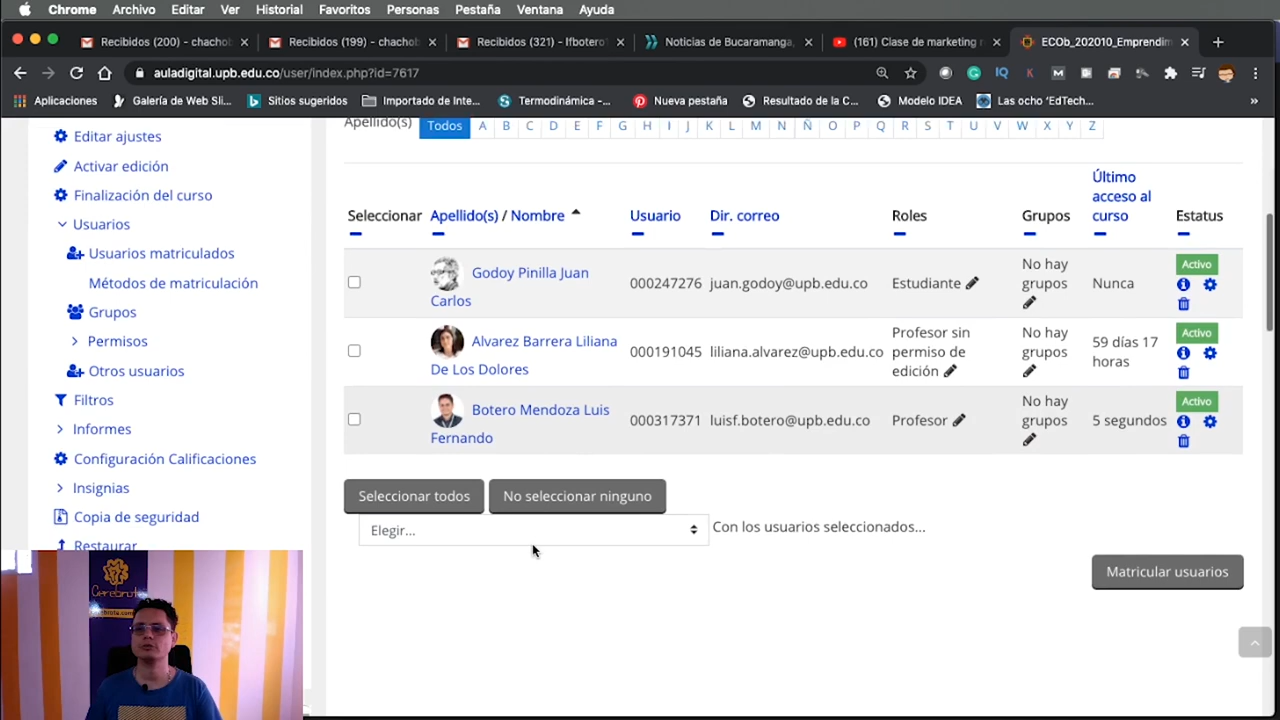 Chrome Archivo Editar Ver Historial Favoritos Personas Pestaña Ventana Ayuda
Recibidos (200) – chachob Recibidos (199) – chachob Recibidos (321) – lfbotero Noticias de Bucaramanga, (161) Clase de marketing ECOb_202010_Emprendim
auladigital.upb.edu.co/user/index.php?id=7617
Aplicaciones Galería de Web Sli... Sitios sugeridos Importado de Inte... Termodinámica -... Nueva pestaña Resultado de la C... Modelo IDEA Las ocho 'EdTech... »
Apellido(s) Todos A B C D E F G H I J K L M N Ñ O P Q R S T U V W X Y Z
Editar ajustes
Activar edición
Finalización del curso
Usuarios
Usuarios matriculados
Métodos de matriculación
Grupos
Permisos
Otros usuarios
Filtros
Informes
Configuración Calificaciones
Insignias
Copia de seguridad
Restaurar
Seleccionar Apellido(s) / Nombre Usuario Dir. correo Roles Grupos Último acceso al curso Estatus
Godoy Pinilla Juan Carlos 000247276 juan.godoy@upb.edu.co Estudiante No hay grupos Nunca Activo
Alvarez Barrera Liliana De Los Dolores 000191045 liliana.alvarez@upb.edu.co Profesor sin permiso de edición No hay grupos 59 días 17 horas Activo
Botero Mendoza Luis Fernando 000317371 luisf.botero@upb.edu.co Profesor No hay grupos 5 segundos Activo
Seleccionar todos No seleccionar ninguno
Elegir... Con los usuarios seleccionados...
Matricular usuarios